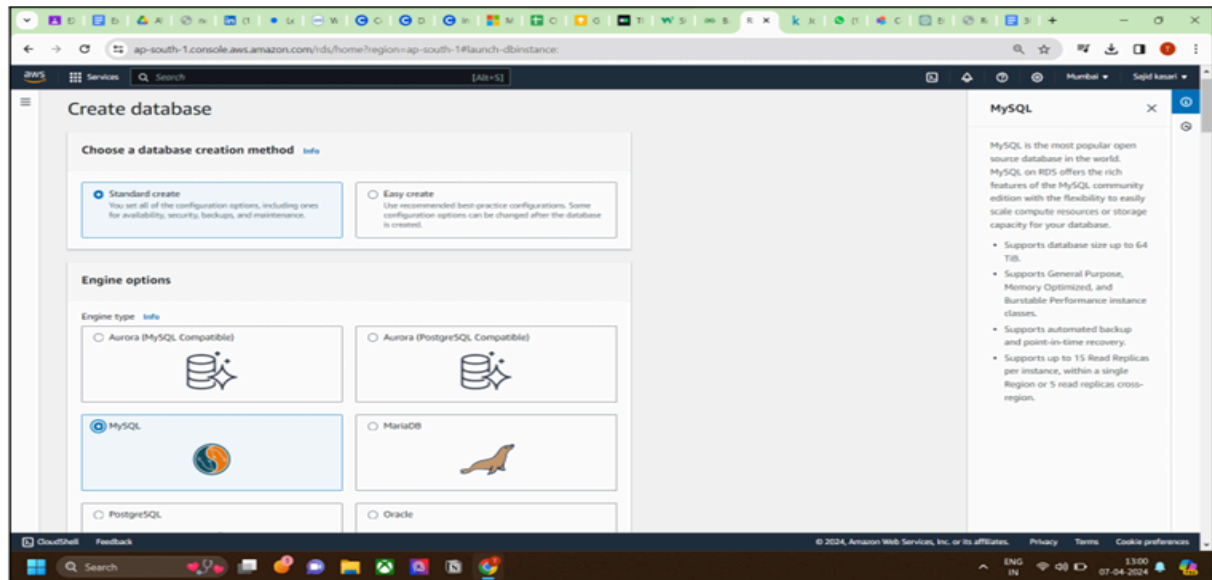 ap-south-1.console.aws.amazon.com/rds/home?region=ap-south-1#launch-dbinstance:
aws
Services
Search
[Alt+S]
Mumbai
Sajid kasari
Create database
Choose a database creation method Info
Standard create
You set all of the configuration options, including ones
for availability, security, backups, and maintenance.
Easy create
Use recommended best-practice configurations. Some
configuration options can be changed after the database
is created.
Engine options
Engine type Info
Aurora (MySQL Compatible)
Aurora (PostgreSQL Compatible)
MySQL
MariaDB
PostgreSQL
Oracle
MySQL
MySQL is the most popular open
source database in the world.
MySQL on RDS offers the rich
features of the MySQL community
edition with the flexibility to easily
scale compute resources or storage
capacity for your database.
• Supports database size up to 64
TiB.
• Supports General Purpose,
Memory Optimized, and
Burstable Performance instance
classes.
• Supports automated backup
and point-in-time recovery.
• Supports up to 15 Read Replicas
per instance, within a single
Region or 5 read replicas cross-
region.
CloudShell
Feedback
© 2024, Amazon Web Services, Inc. or its affiliates.
Privacy
Terms
Cookie preferences
Search
ENG
IN
13:00
07-04-2024